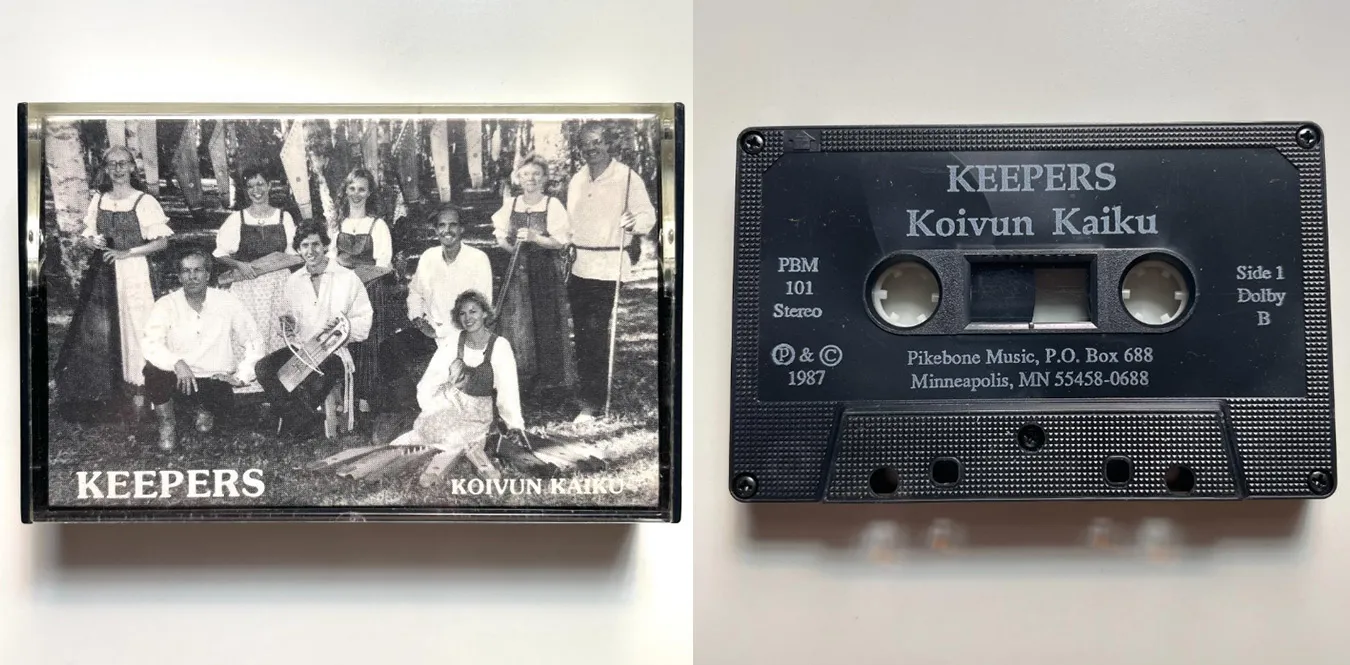 KEEPERS
KOIVUN KAIKU
KEEPERS
Koivun Kaiku
PBM
101
Stereo
Side 1
Dolby
B
Ⓟ & ©
1987
Pikebone Music, P.O. Box 688
Minneapolis, MN 55458-0688